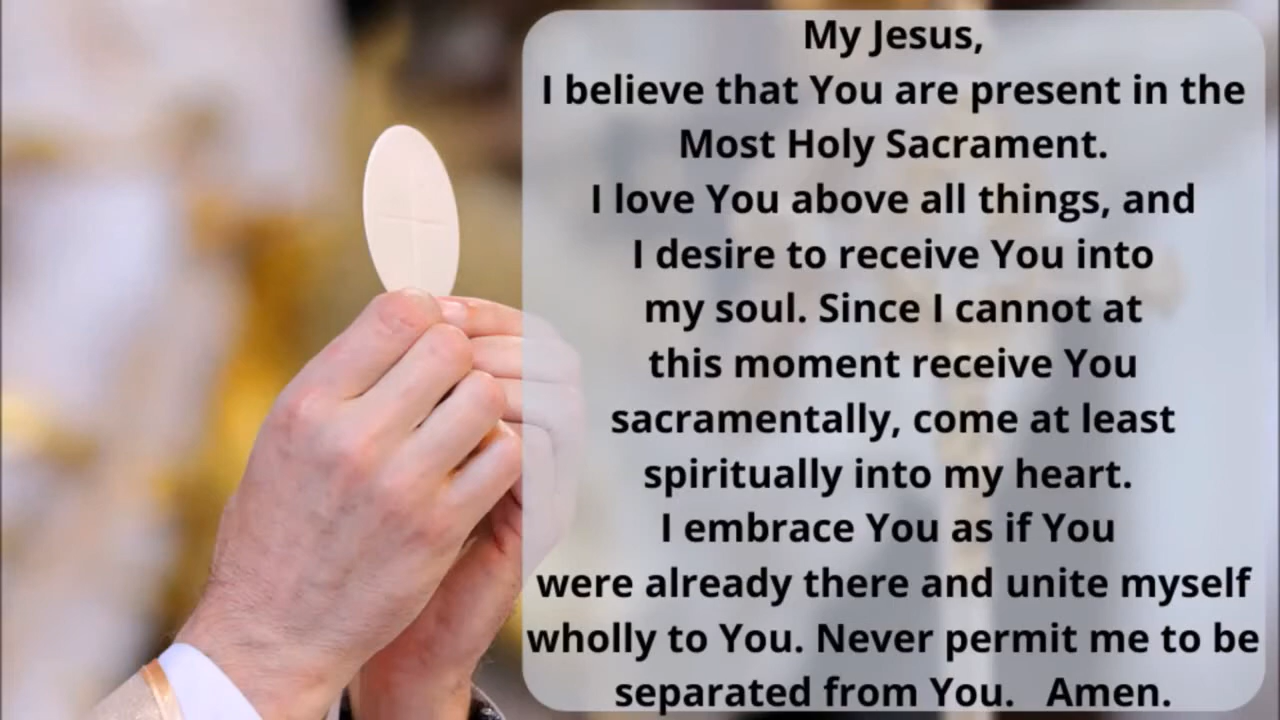 My Jesus,
I believe that You are present in the
Most Holy Sacrament.
I love You above all things, and
I desire to receive You into
my soul. Since I cannot at
this moment receive You
sacramentally, come at least
spiritually into my heart.
I embrace You as if You
were already there and unite myself
wholly to You. Never permit me to be
separated from You. Amen.